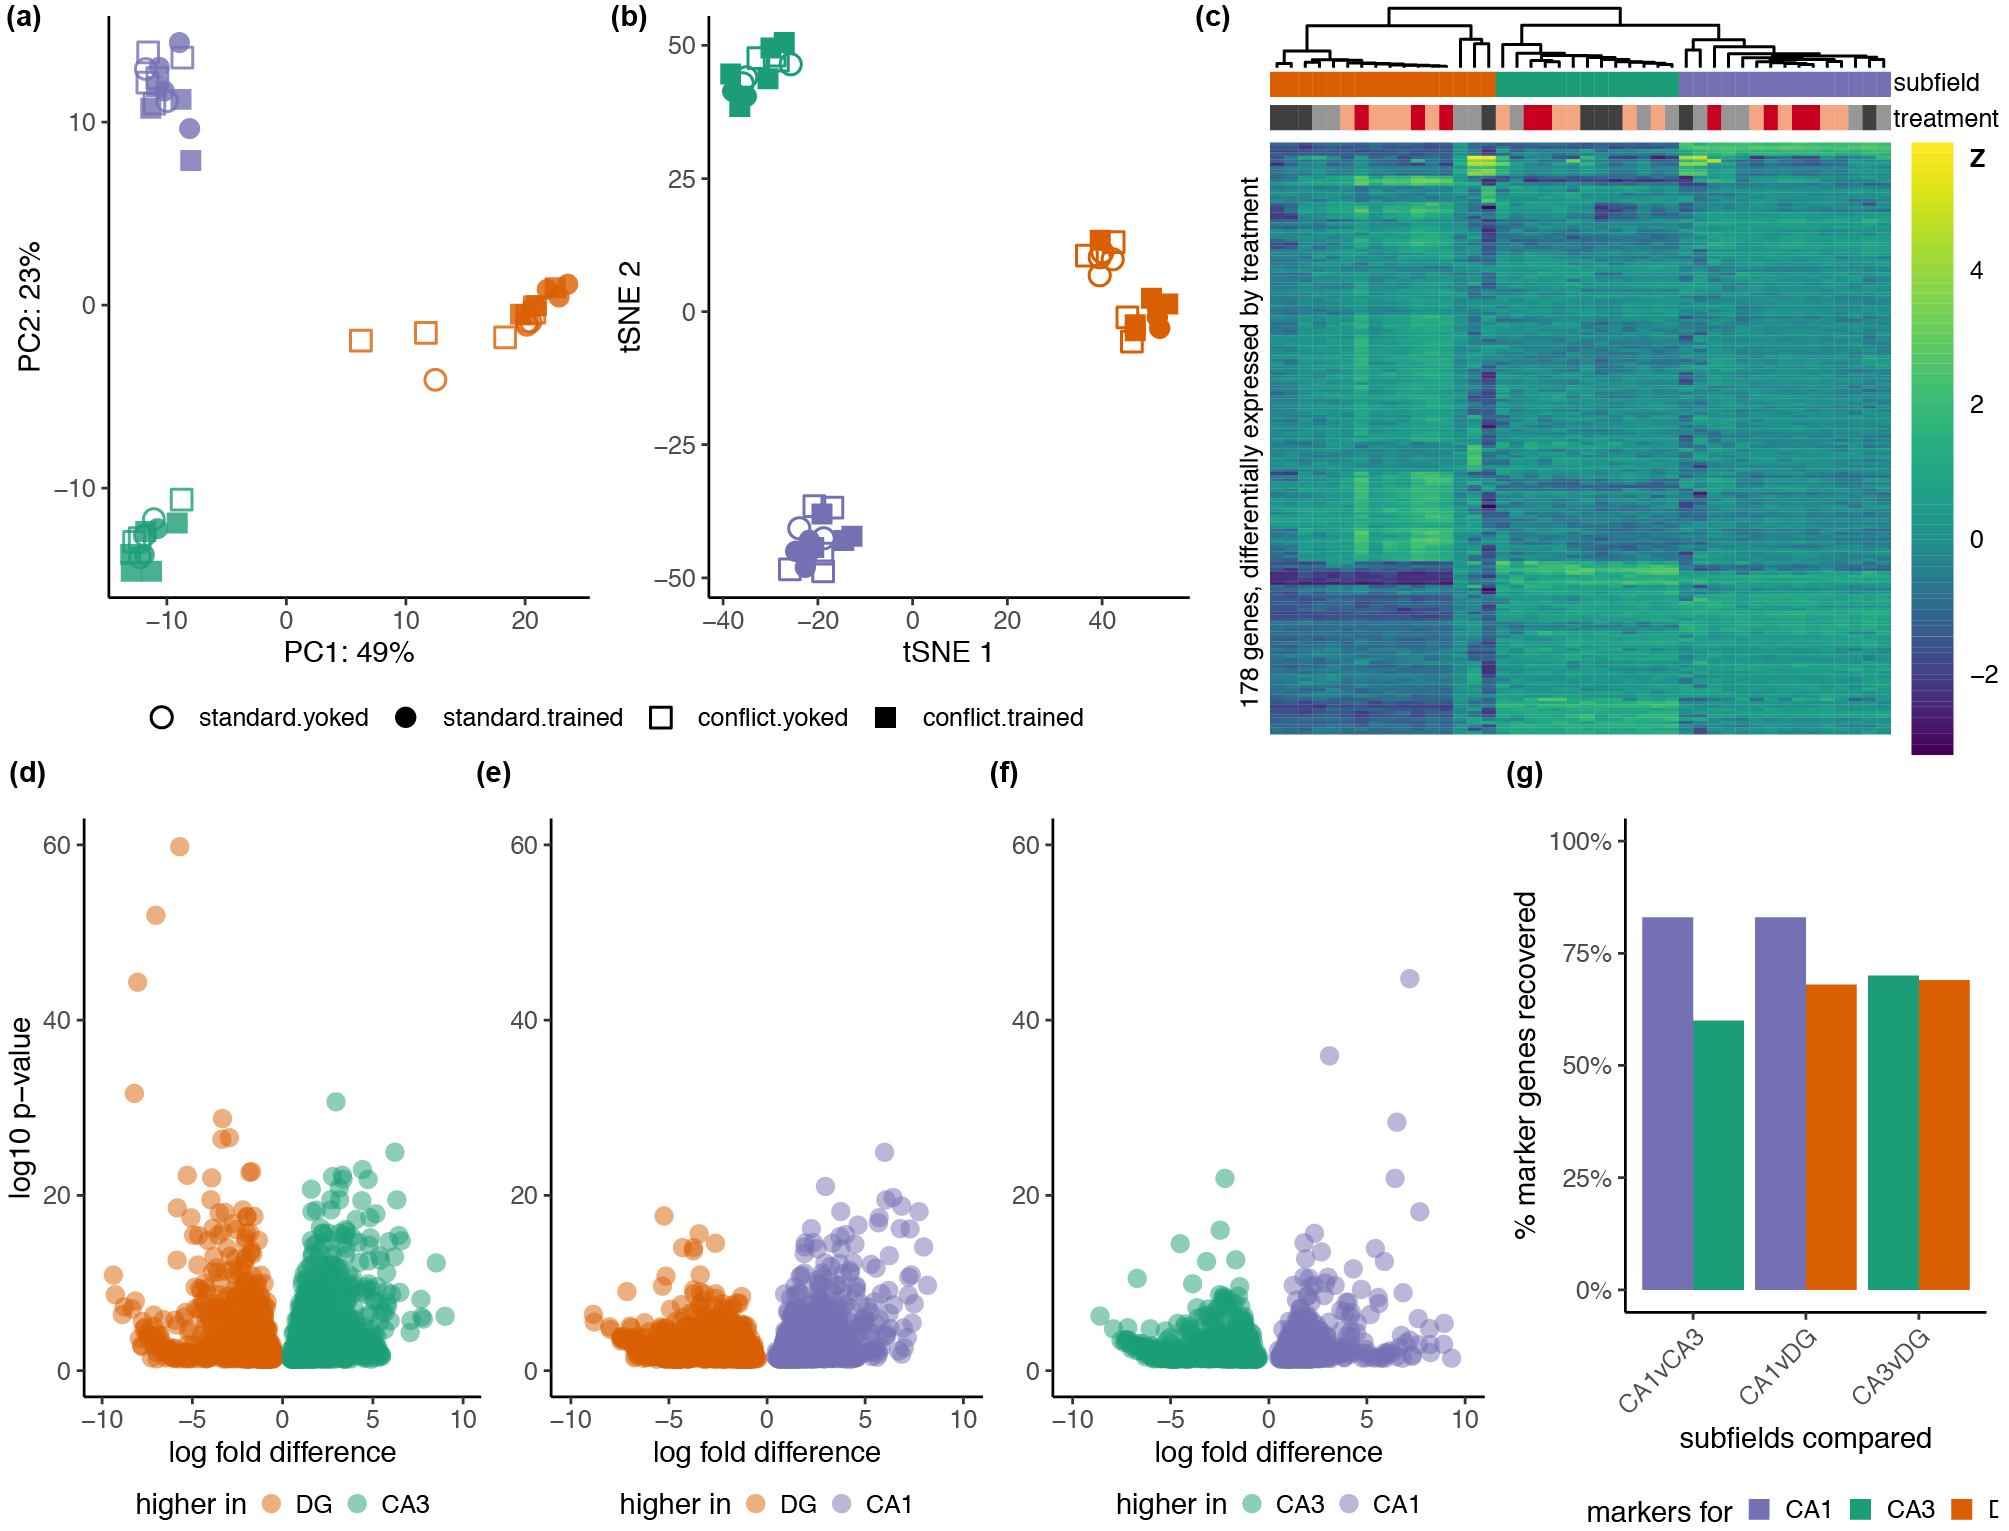 (a)
10
0
−10
PC2: 23%
−10
0
10
20
PC1: 49%
(b)
50
25
0
−25
−50
tSNE 2
−40
−20
0
20
40
tSNE 1
standard.yoked
standard.trained
conflict.yoked
conflict.trained
(c)
subfield
treatment
178 genes, differentially expressed by treatment
Z
4
2
0
−2
(d)
60
40
20
0
log10 p−value
−10
−5
0
5
10
log fold difference
higher in DG CA3
(e)
60
40
20
0
−10
−5
0
5
10
log fold difference
higher in DG CA1
(f)
60
40
20
0
−10
−5
0
5
10
log fold difference
higher in CA3 CA1
(g)
100%
75%
50%
25%
0%
% marker genes recovered
CA1vCA3
CA1vDG
CA3vDG
subfields compared
markers for CA1 CA3